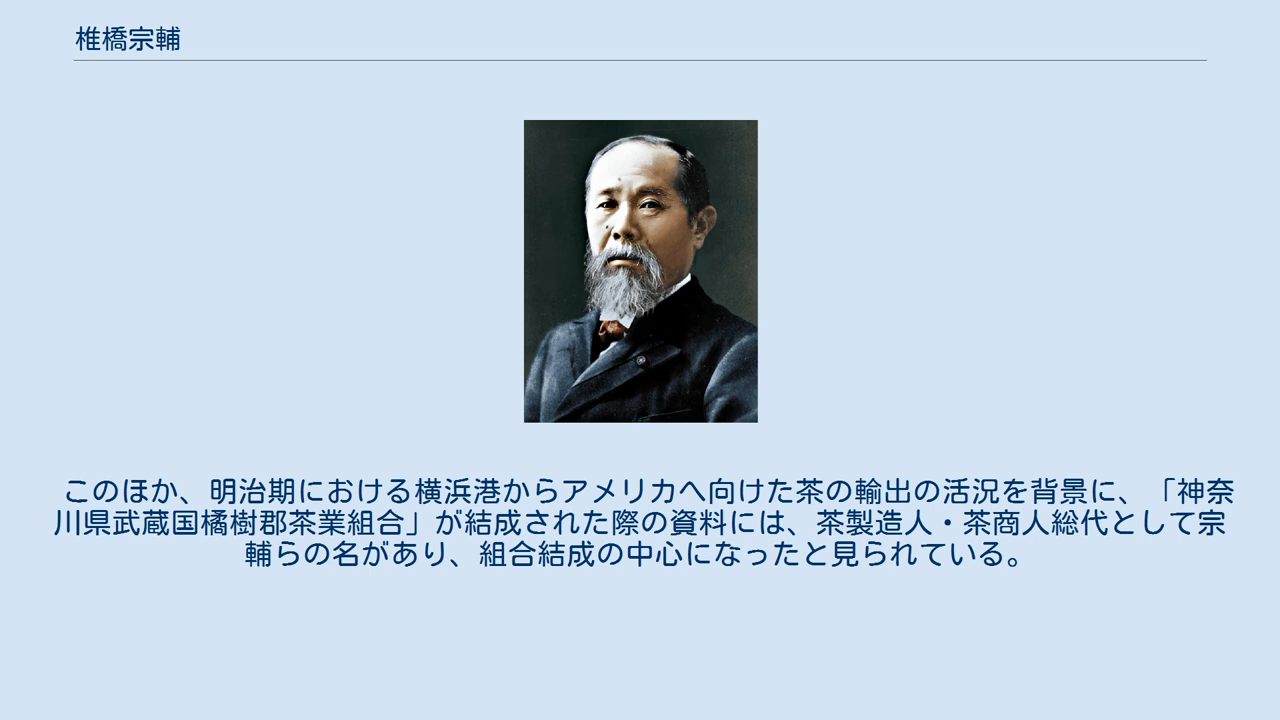 椎橋宗輔
このほか、明治期における横浜港からアメリカへ向けた茶の輸出の活況を背景に、「神奈
川県武蔵国橘樹郡茶業組合」が結成された際の資料には、茶製造人・茶商人総代として宗
輔らの名があり、組合結成の中心になったと見られている。